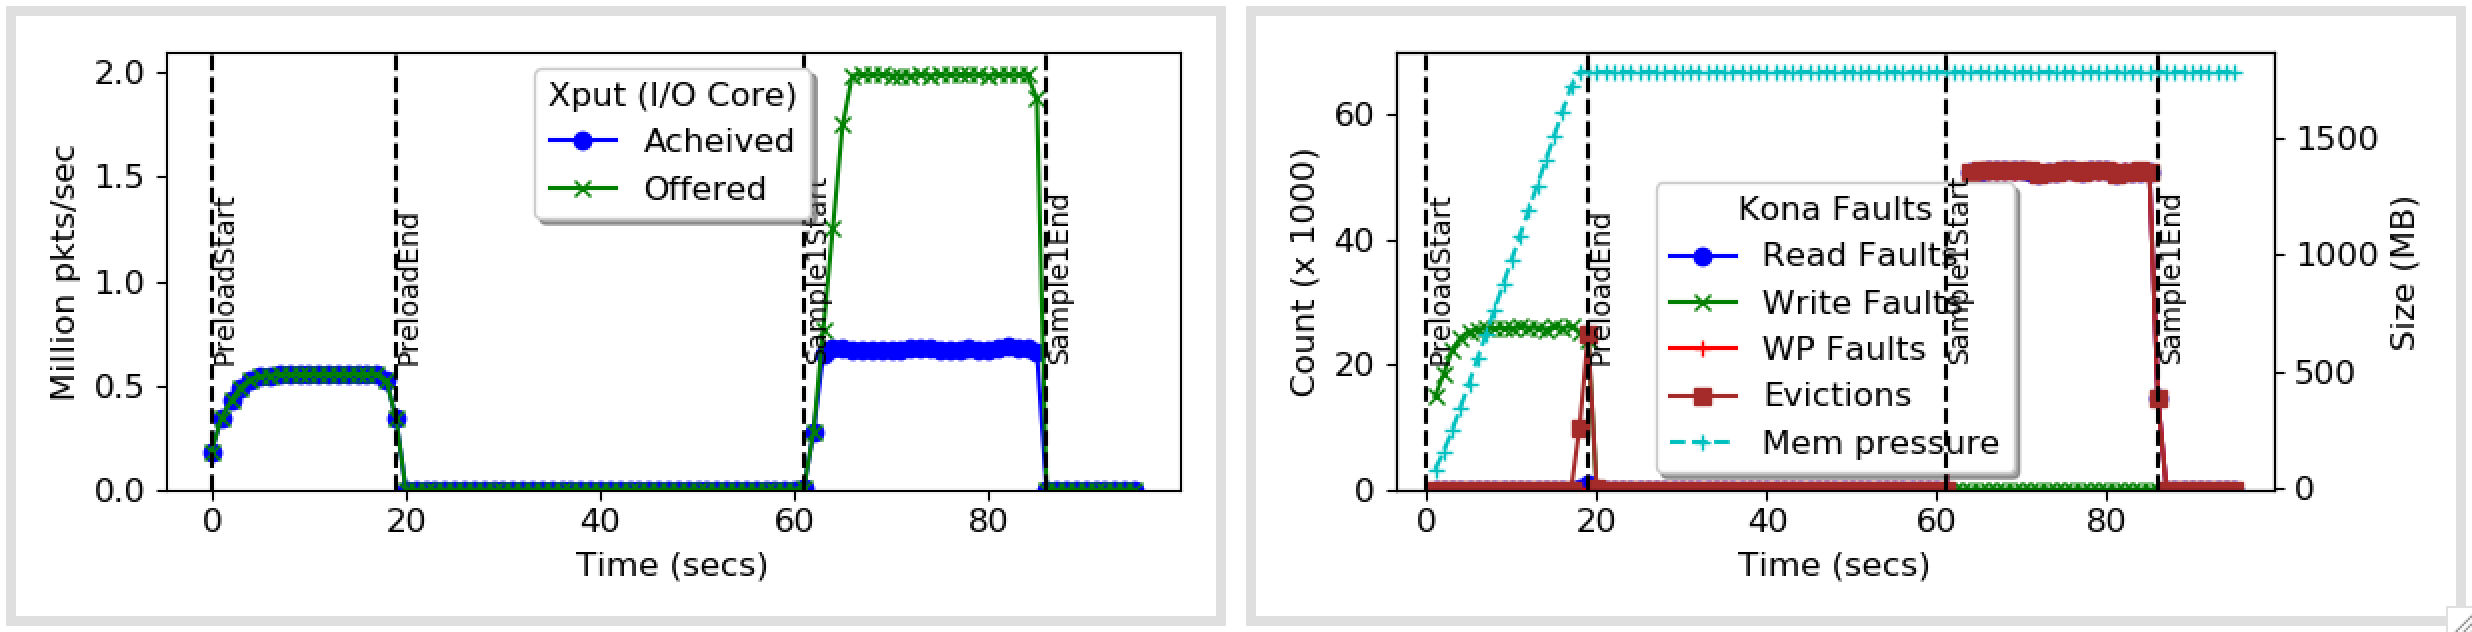 Million pkts/sec
2.0
1.5
1.0
0.5
0.0
Xput (I/O Core)
Acheived
Offered
PreloadStart
PreloadEnd
Sample1Start
Sample1End
0
20
40
60
80
Time (secs)
Count (x 1000)
60
40
20
0
Kona Faults
Read Faults
Write Faults
WP Faults
Evictions
Mem pressure
PreloadStart
PreloadEnd
Sample1Start
Sample1End
1500
1000
500
0
Size (MB)
0
20
40
60
80
Time (secs)